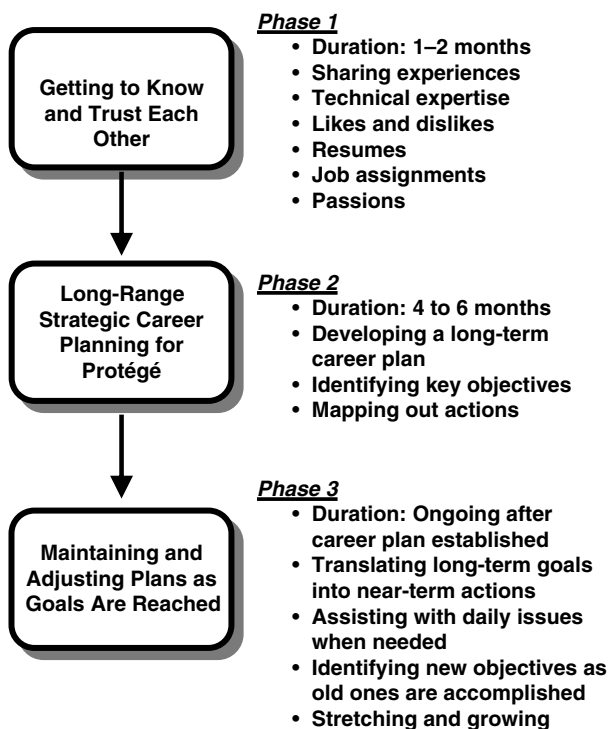 Getting to Know
and Trust Each
Other
Phase 1
• Duration: 1–2 months
• Sharing experiences
• Technical expertise
• Likes and dislikes
• Resumes
• Job assignments
• Passions
Long-Range
Strategic Career
Planning for
Protégé
Phase 2
• Duration: 4 to 6 months
• Developing a long-term
career plan
• Identifying key objectives
• Mapping out actions
Maintaining and
Adjusting Plans as
Goals Are Reached
Phase 3
• Duration: Ongoing after
career plan established
• Translating long-term goals
into near-term actions
• Assisting with daily issues
when needed
• Identifying new objectives as
old ones are accomplished
• Stretching and growing